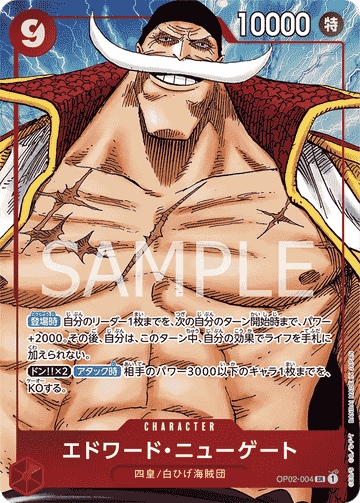 9
10000 特
SAMPLE
登場時 自分のリーダー1枚までを、次の自分のターン開始時まで、パワー
+2000。その後、自分は、このターン中、自分の効果でライフを手札に
加えられない。
ドン!!×2 アタック時 相手のパワー3000以下のキャラ1枚までを、
KOする。
CHARACTER
エドワード・ニューゲート
四皇/白ひげ海賊団
OP02-004 SR 1